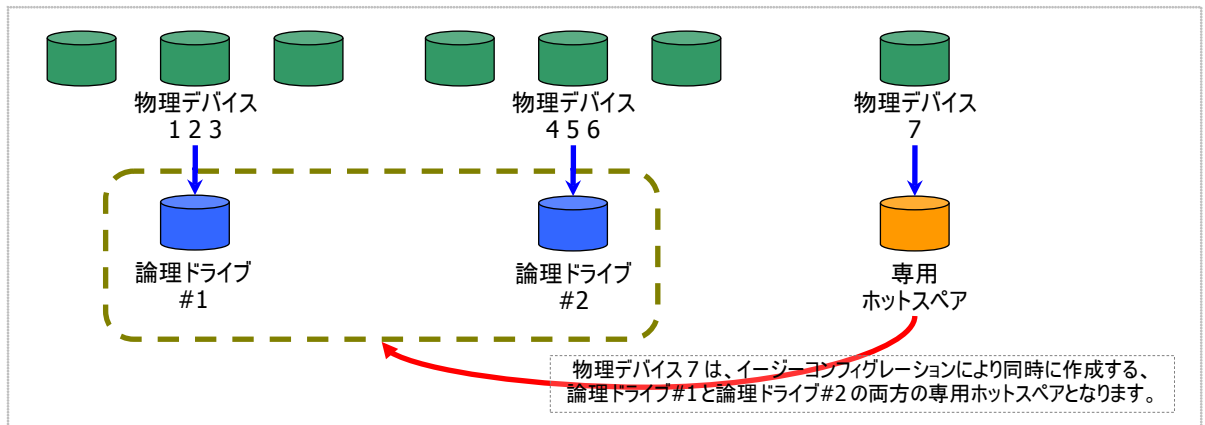 物理デバイス
1 2 3
物理デバイス
4 5 6
物理デバイス
7
論理ドライブ
#1
論理ドライブ
#2
専用
ホットスペア
物理デバイス7は、イージーコンフィグレーションにより同時に作成する、
論理ドライブ#1と論理ドライブ#2の両方の専用ホットスペアとなります。